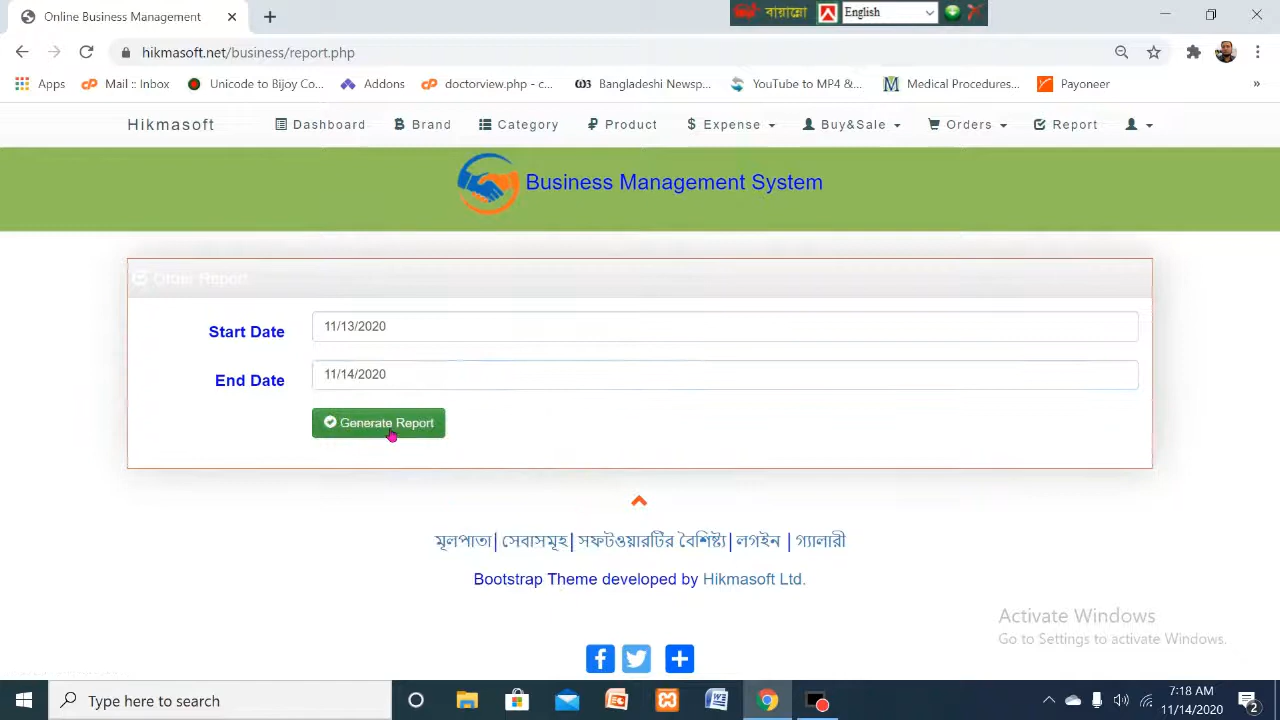 Online Business Management
বায়ান্নো English
hikmasoft.net/business/report.php
Apps Mail :: Inbox Unicode to Bijoy Co... Addons doctorview.php - c... Bangladeshi Newsp... YouTube to MP4 &... Medical Procedures... Payoneer »
Hikmasoft Dashboard Brand Category Product Expense Buy&Sale Orders Report
Business Management System
Order Report
Start Date 11/13/2020
End Date 11/14/2020
Generate Report
মূলপাতা| সেবাসমূহ| সফটওয়ারটির বৈশিষ্ট্য| লগইন | গ্যালারী
Bootstrap Theme developed by Hikmasoft Ltd.
Activate Windows
Go to Settings to activate Windows.
Type here to search
7:18 AM
11/14/2020
2